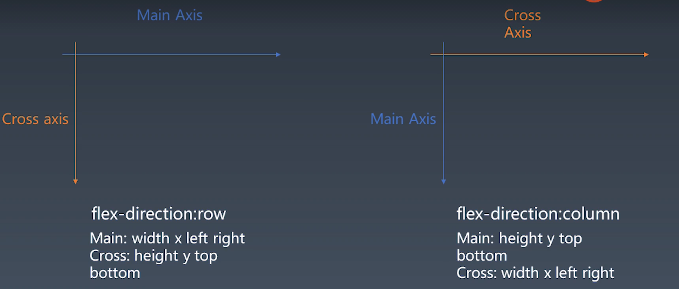 Main Axis
Cross axis
flex-direction:row
Main: width x left right
Cross: height y top
bottom
Cross
Axis
Main Axis
flex-direction:column
Main: height y top
bottom
Cross: width x left right